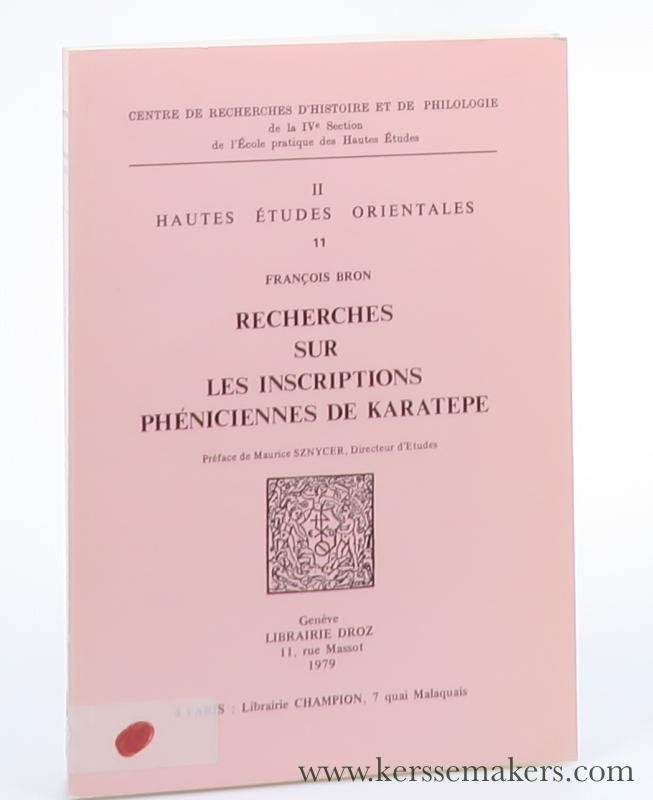 CENTRE DE RECHERCHES D'HISTOIRE ET DE PHILOLOGIE
de la IVe Section
de l'École pratique des Hautes Études
II
HAUTES ÉTUDES ORIENTALES
11
FRANÇOIS BRON
RECHERCHES
SUR
LES INSCRIPTIONS
PHÉNICIENNES DE KARATEPE
Préface de Maurice SZNYCER, Directeur d'Etudes
Genève
LIBRAIRIE DROZ
11, rue Massot
1979
à PARIS : Librairie CHAMPION, 7 quai Malaquais
www.kerssemakers.com